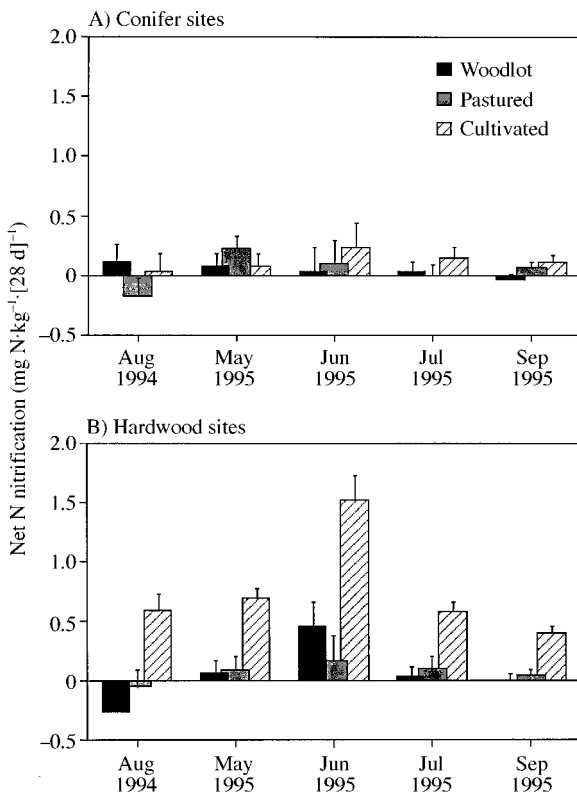 A) Conifer sites
2.0
Woodlot
Pastured
1.5
Cultivated
1.0
0.5
0
−0.5
Aug May Jun Jul Sep
1994 1995 1995 1995 1995
Net N nitrification (mg N·kg⁻¹·[28 d]⁻¹)
B) Hardwood sites
2.0
1.5
1.0
0.5
0
−0.5
Aug May Jun Jul Sep
1994 1995 1995 1995 1995